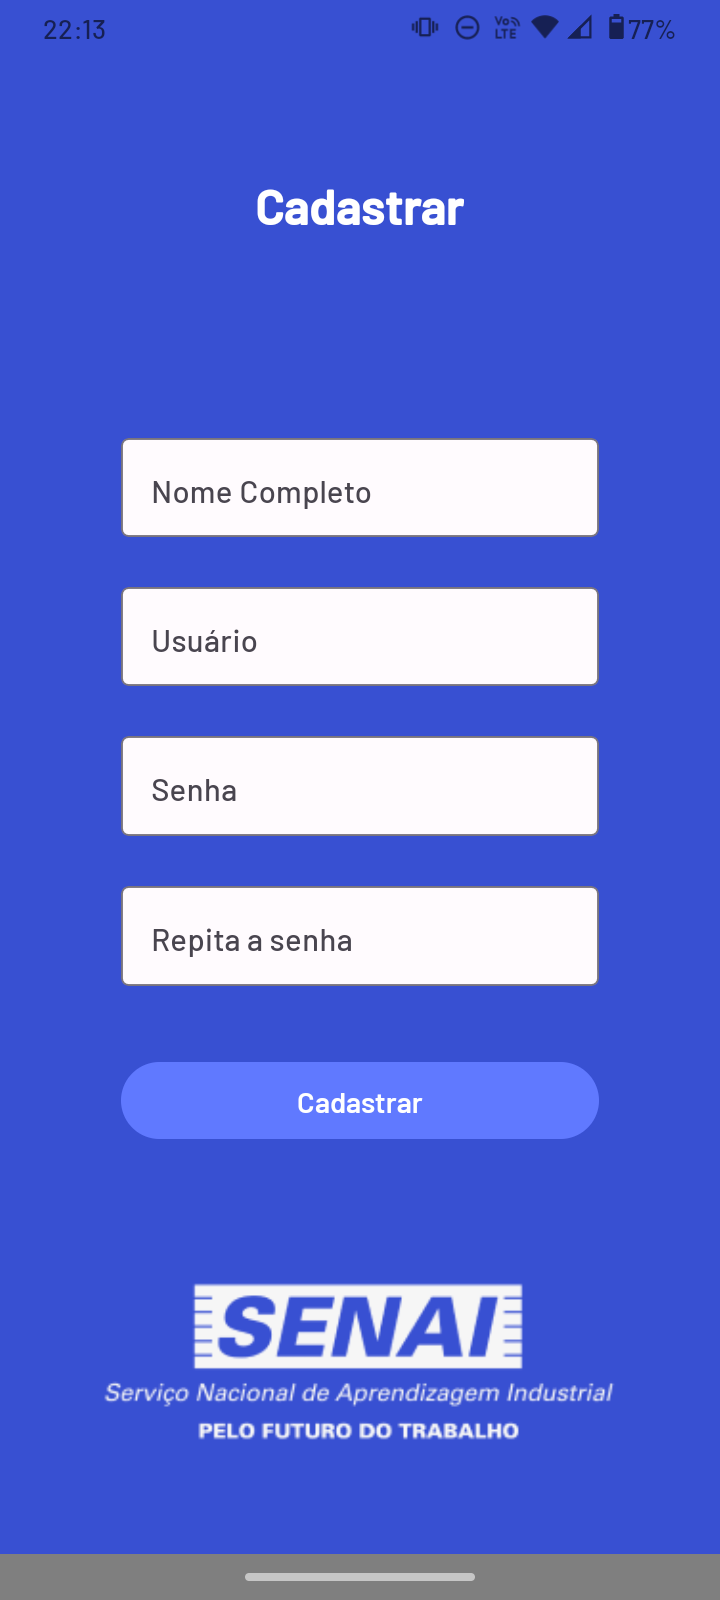 22:13
Vo
LTE
77%
Cadastrar
Nome Completo
Usuário
Senha
Repita a senha
Cadastrar
SENAI
Serviço Nacional de Aprendizagem Industrial
PELO FUTURO DO TRABALHO